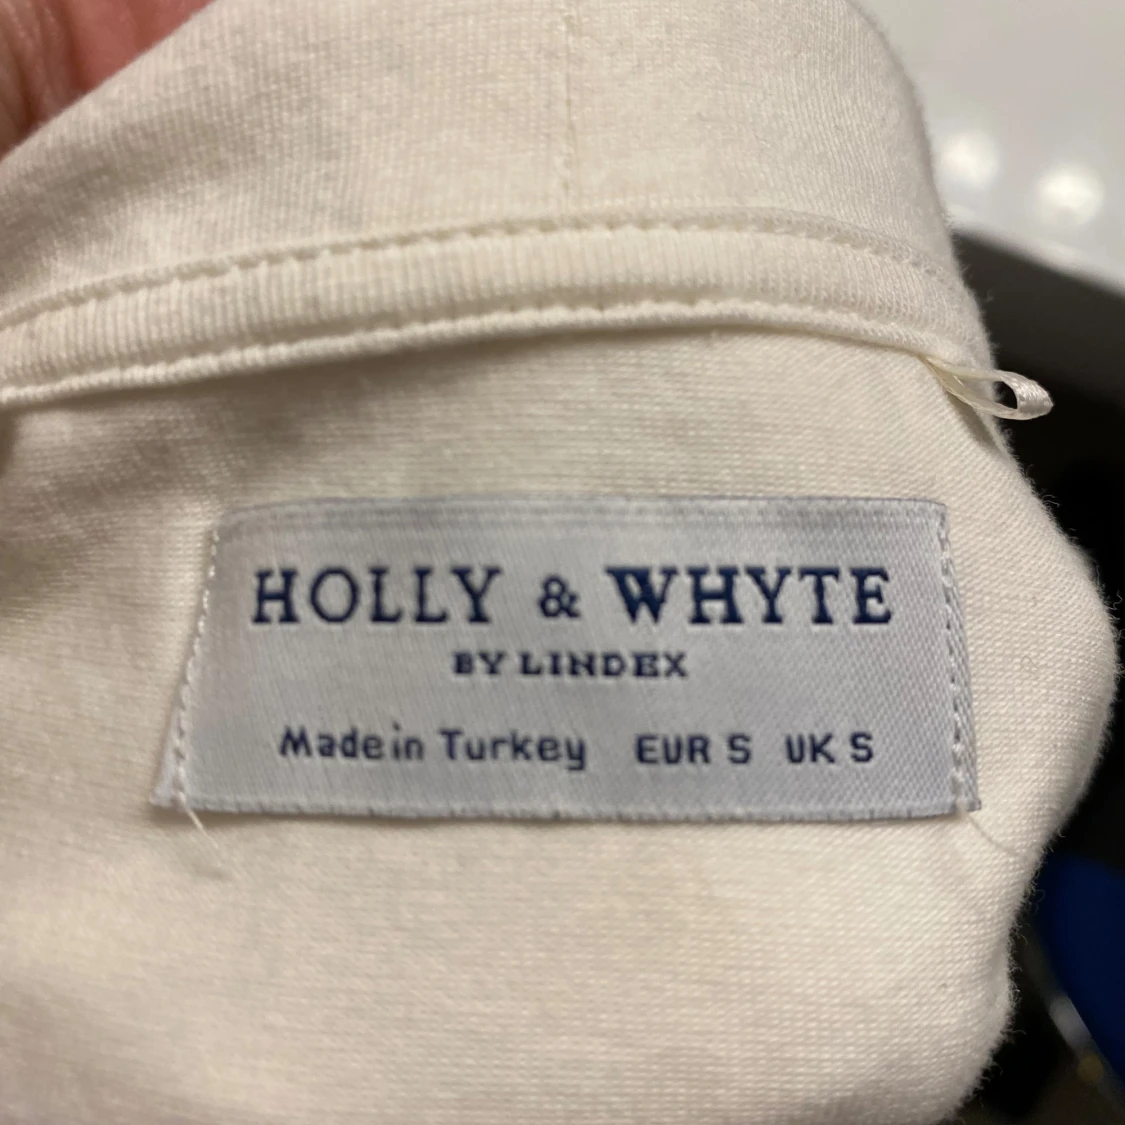 HOLLY & WHYTE
BY LINDEX
Made in Turkey EUR S UK S